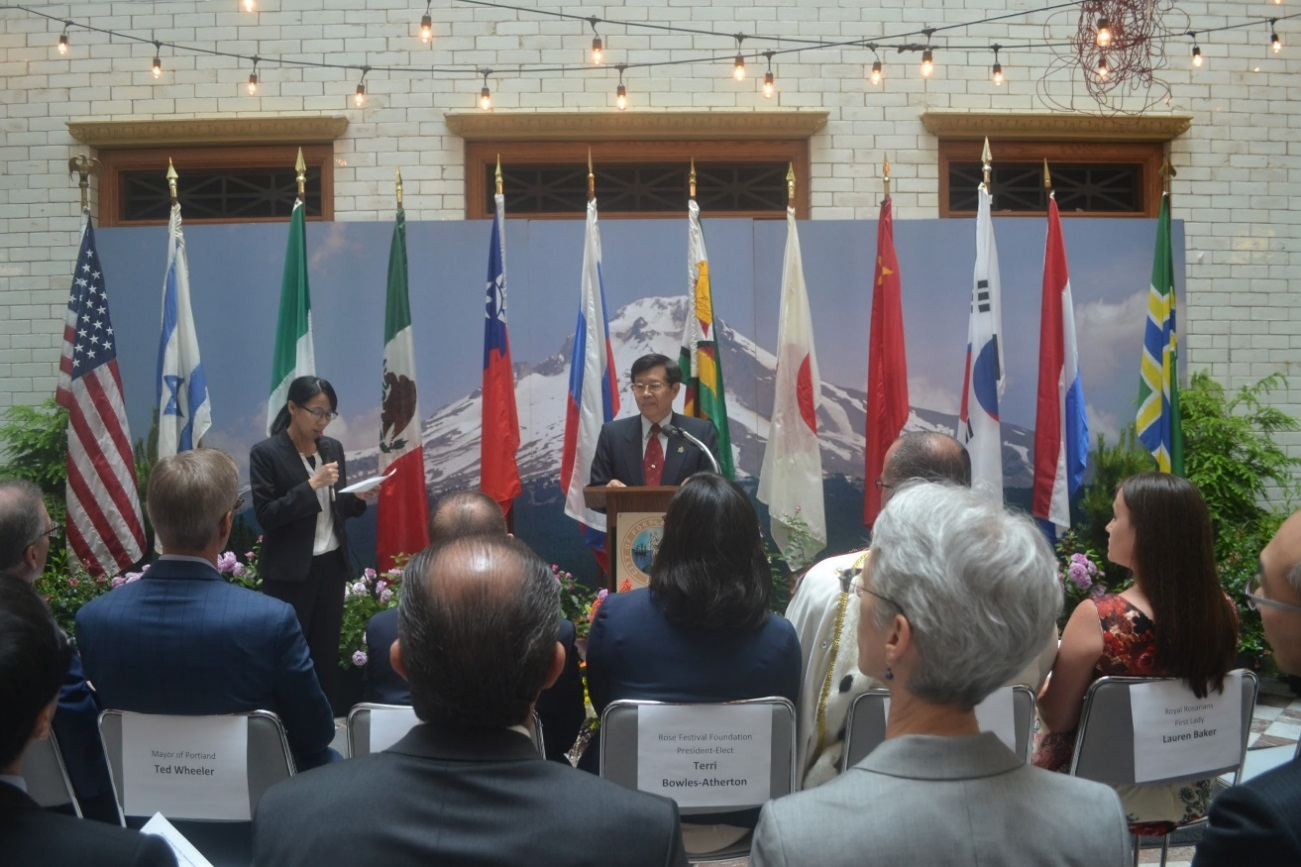 Mayor of Portland
Ted Wheeler
Rose Festival Foundation
President-Elect
Terri
Bowles-Atherton
Royal Rosarians
First Lady
Lauren Baker